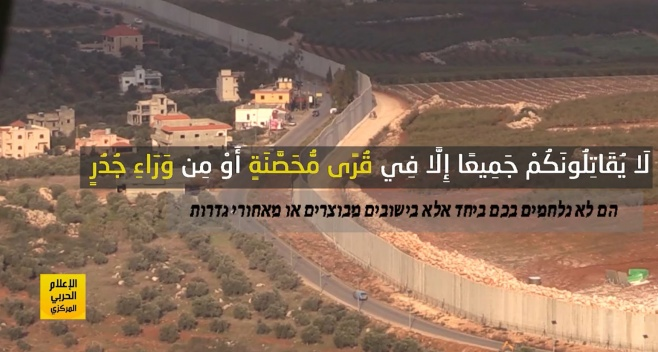 لَا يُقَاتِلُونَكُمْ جَمِيعًا إِلَّا فِي قُرًى مُّحَصَّنَةٍ أَوْ مِن وَرَاءِ جُدُرٍ
הם לא נלחמים בכם ביחד אלא בישובים מבוצרים או מאחורי גדרות
الإعلام
الحربي
المركزي